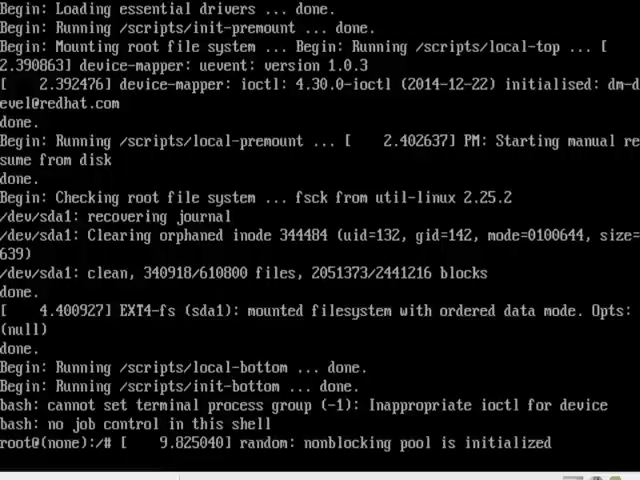 Begin: Loading essential drivers ... done.
Begin: Running /scripts/init-premount ... done.
Begin: Mounting root file system ... Begin: Running /scripts/local-top ... [
2.390863] device-mapper: uevent: version 1.0.3
[    2.392476] device-mapper: ioctl: 4.30.0-ioctl (2014-12-22) initialised: dm-d
evel@redhat.com
done.
Begin: Running /scripts/local-premount ... [    2.402637] PM: Starting manual re
sume from disk
done.
Begin: Checking root file system ... fsck from util-linux 2.25.2
/dev/sda1: recovering journal
/dev/sda1: Clearing orphaned inode 344484 (uid=132, gid=142, mode=0100644, size=
639)
/dev/sda1: clean, 340918/610800 files, 2051373/2441216 blocks
done.
[    4.400927] EXT4-fs (sda1): mounted filesystem with ordered data mode. Opts:
(null)
done.
Begin: Running /scripts/local-bottom ... done.
Begin: Running /scripts/init-bottom ... done.
bash: cannot set terminal process group (-1): Inappropriate ioctl for device
bash: no job control in this shell
root@(none):/# [    9.825040] random: nonblocking pool is initialized